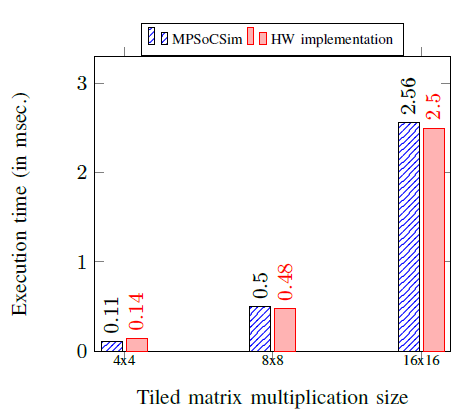 MPSoCSim HW implementation
Execution time (in msec.)
3
2
1
0
0.11
0.14
0.5
0.48
2.56
2.5
4x4 8x8 16x16
Tiled matrix multiplication size